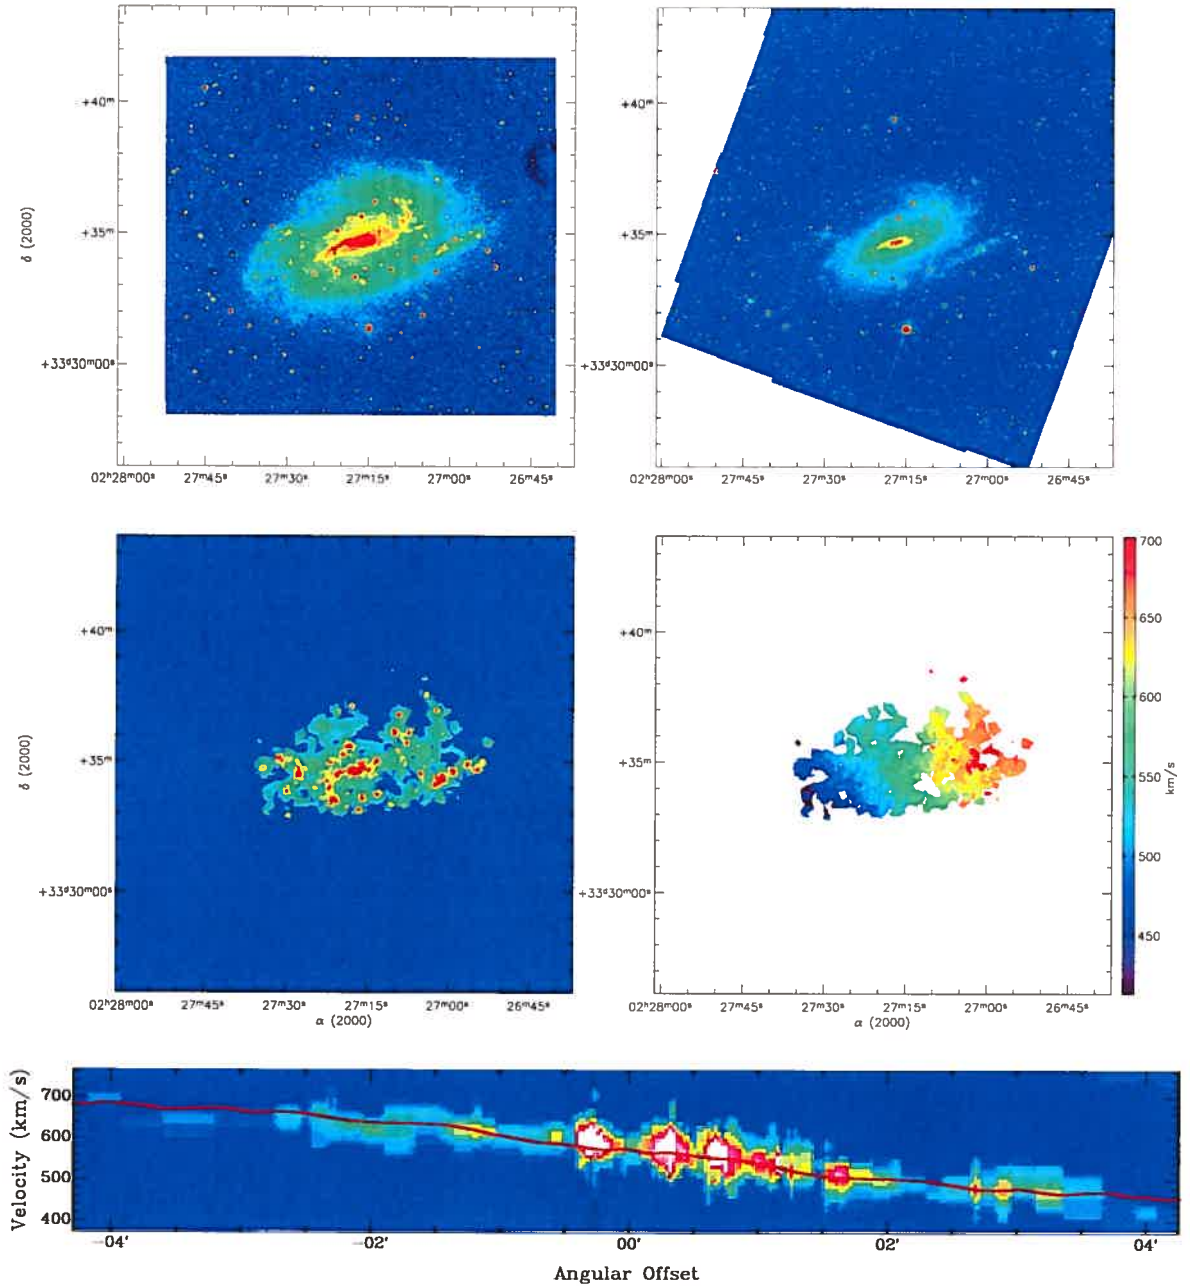 +40ᵐ
+35ᵐ
+33ᵈ30ᵐ00ˢ
δ (2000)
02ʰ28ᵐ00ˢ 27ᵐ45ˢ 27ᵐ30ˢ 27ᵐ15ˢ 27ᵐ00ˢ 26ᵐ45ˢ
+40ᵐ
+35ᵐ
+33ᵈ30ᵐ00ˢ
02ʰ28ᵐ00ˢ 27ᵐ45ˢ 27ᵐ30ˢ 27ᵐ15ˢ 27ᵐ00ˢ 26ᵐ45ˢ
+40ᵐ
+35ᵐ
+33ᵈ30ᵐ00ˢ
δ (2000)
02ʰ28ᵐ00ˢ 27ᵐ45ˢ 27ᵐ30ˢ 27ᵐ15ˢ 27ᵐ00ˢ 26ᵐ45ˢ
α (2000)
+40ᵐ
+35ᵐ
+33ᵈ30ᵐ00ˢ
02ʰ28ᵐ00ˢ 27ᵐ45ˢ 27ᵐ30ˢ 27ᵐ15ˢ 27ᵐ00ˢ 26ᵐ45ˢ
α (2000)
700
650
600
550
500
450
km/s
Velocity (km/s)
700
600
500
400
−04' −02' 00' 02' 04'
Angular Offset